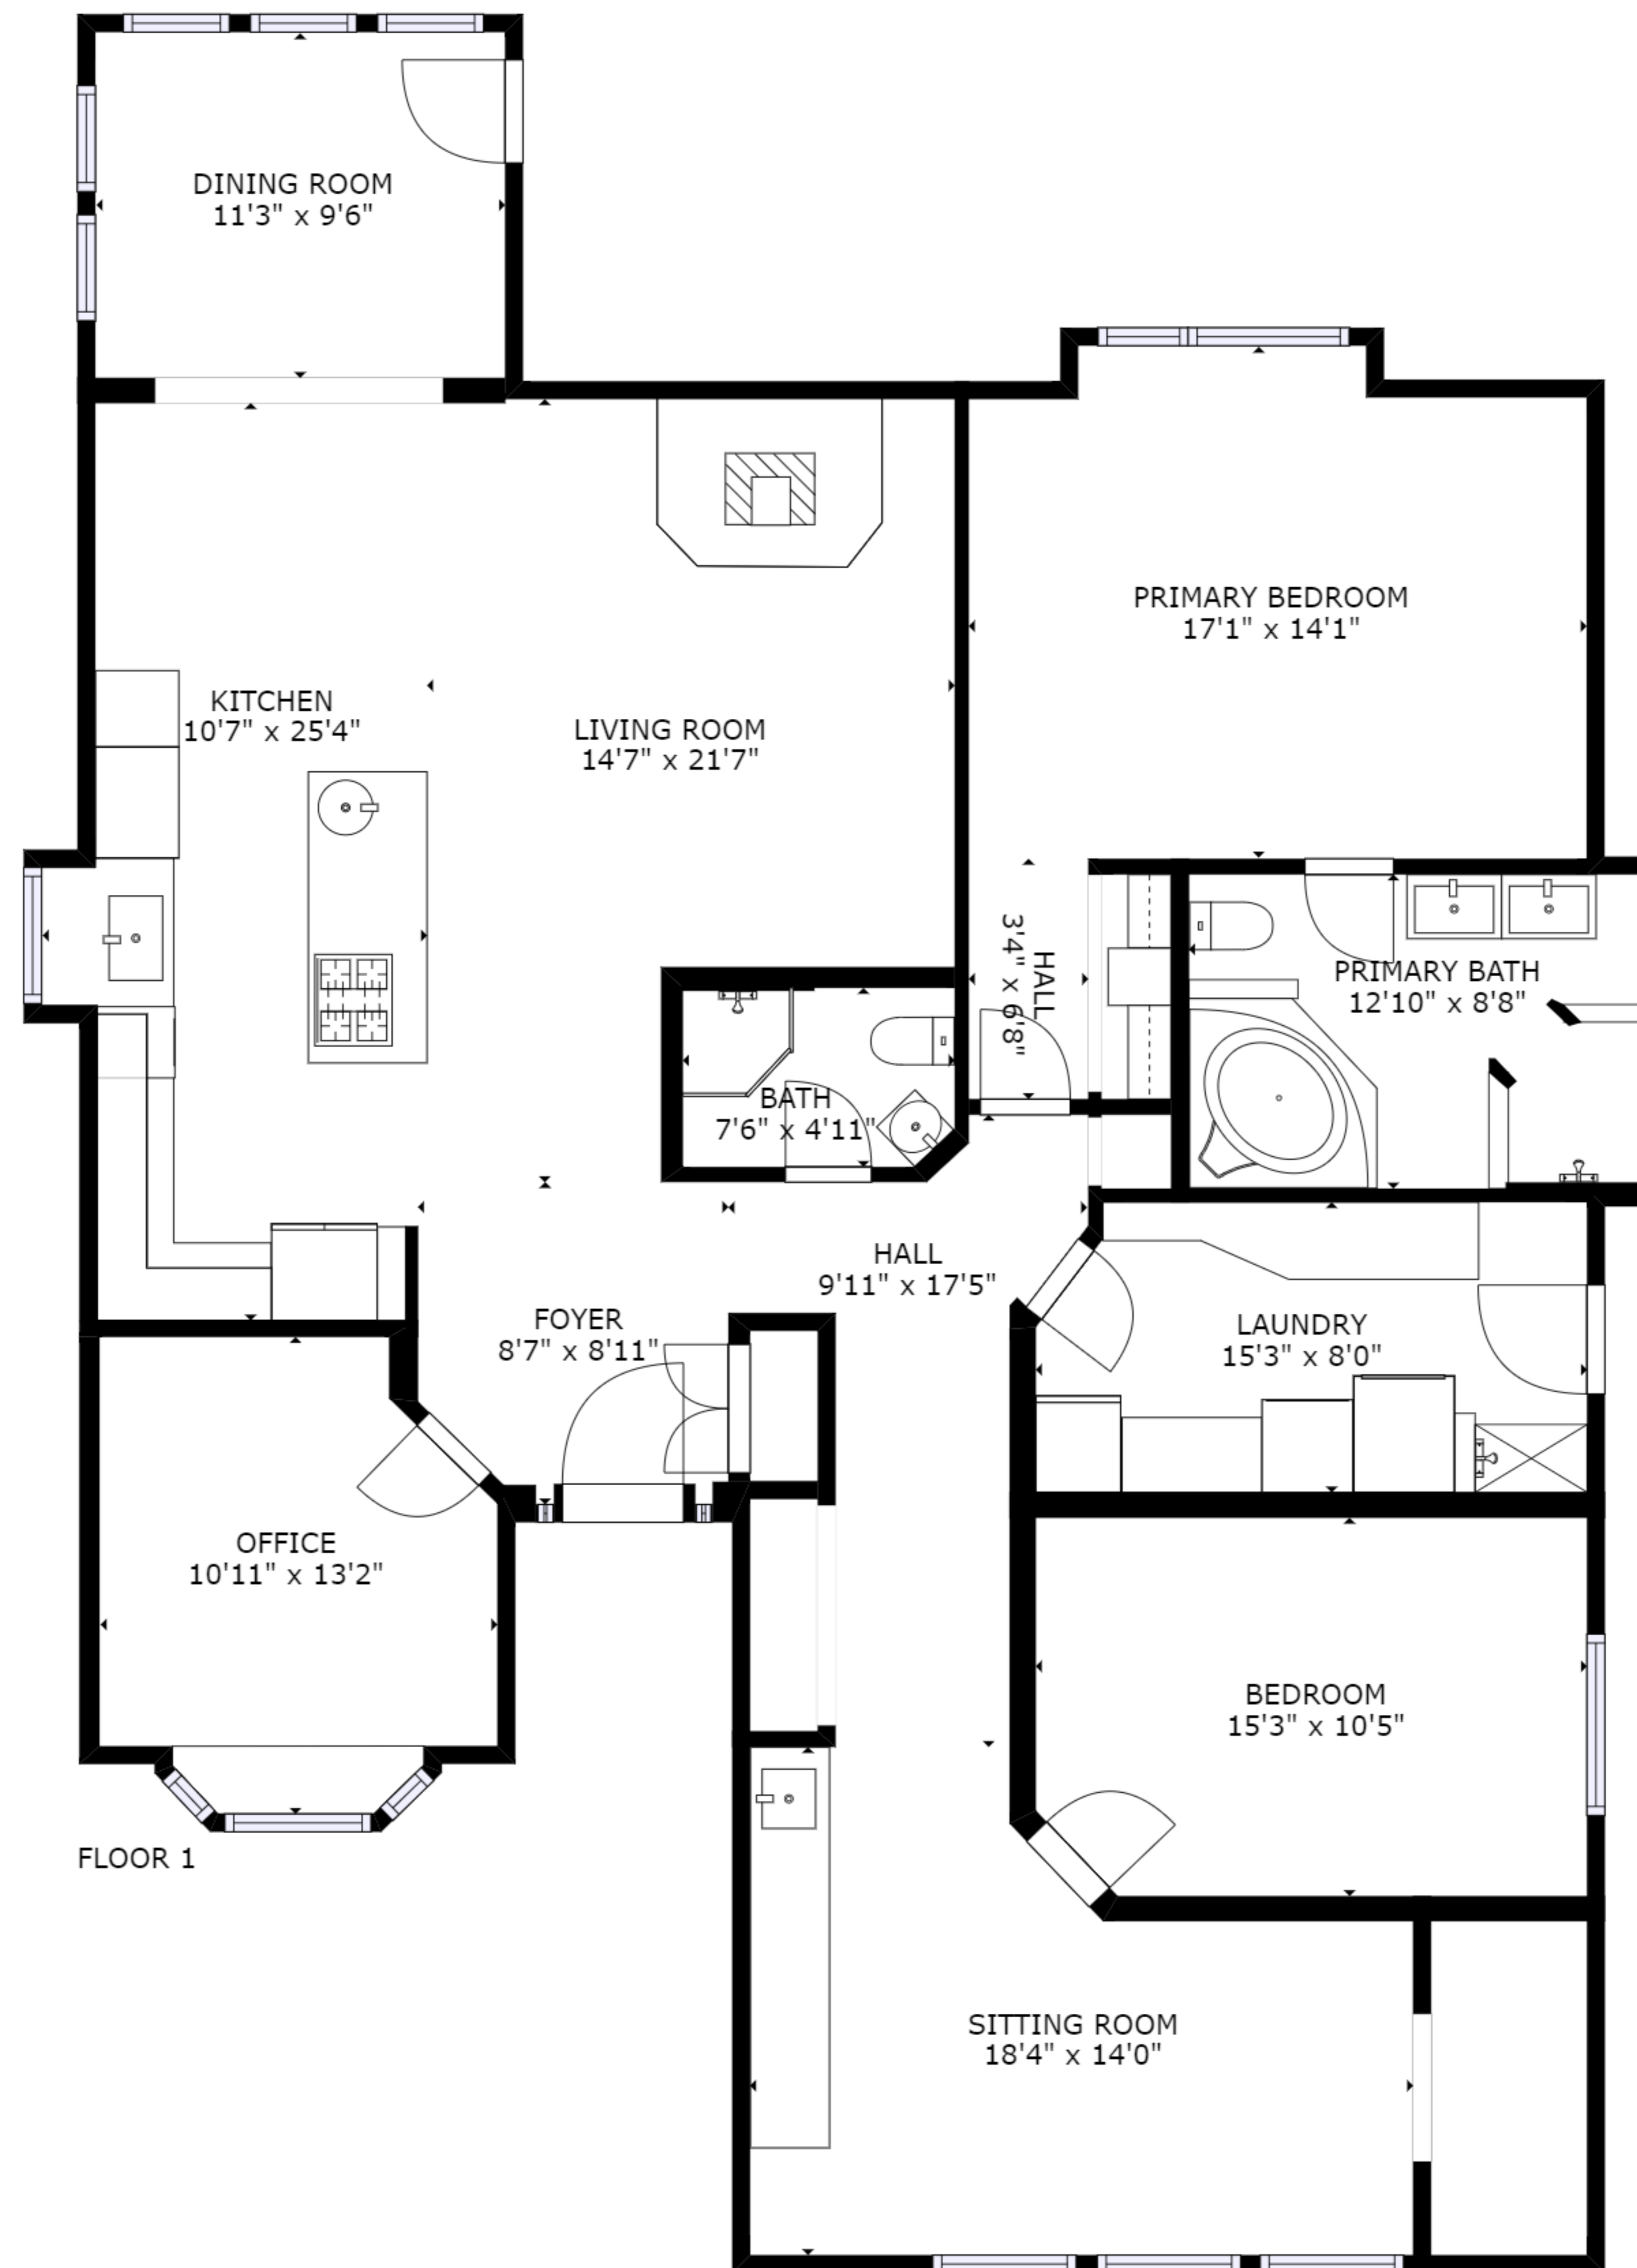 DINING ROOM
11'3" x 9'6"
PRIMARY BEDROOM
17'1" x 14'1"
KITCHEN
10'7" x 25'4"
LIVING ROOM
14'7" x 21'7"
HALL
3'4" x 6'8"
PRIMARY BATH
12'10" x 8'8"
BATH
7'6" x 4'11"
HALL
9'11" x 17'5"
FOYER
8'7" x 8'11"
LAUNDRY
15'3" x 8'0"
OFFICE
10'11" x 13'2"
BEDROOM
15'3" x 10'5"
FLOOR 1
SITTING ROOM
18'4" x 14'0"